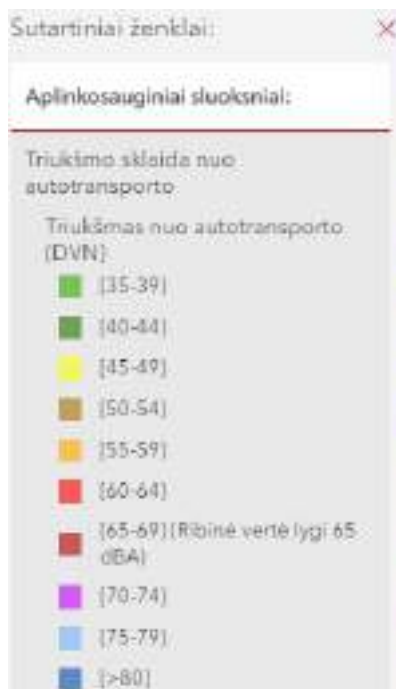 Sutartiniai ženklai:
Aplinkosauginiai sluoksniai:
Triukšmo sklaida nuo
autotransporto
Triukšmas nuo autotransporto
(DVN)
[35-39]
[40-44]
[45-49]
[50-54]
[55-59]
[60-64]
[65-69] (Ribinė vertė lygi 65
dBA)
[70-74]
[75-79]
[>80]